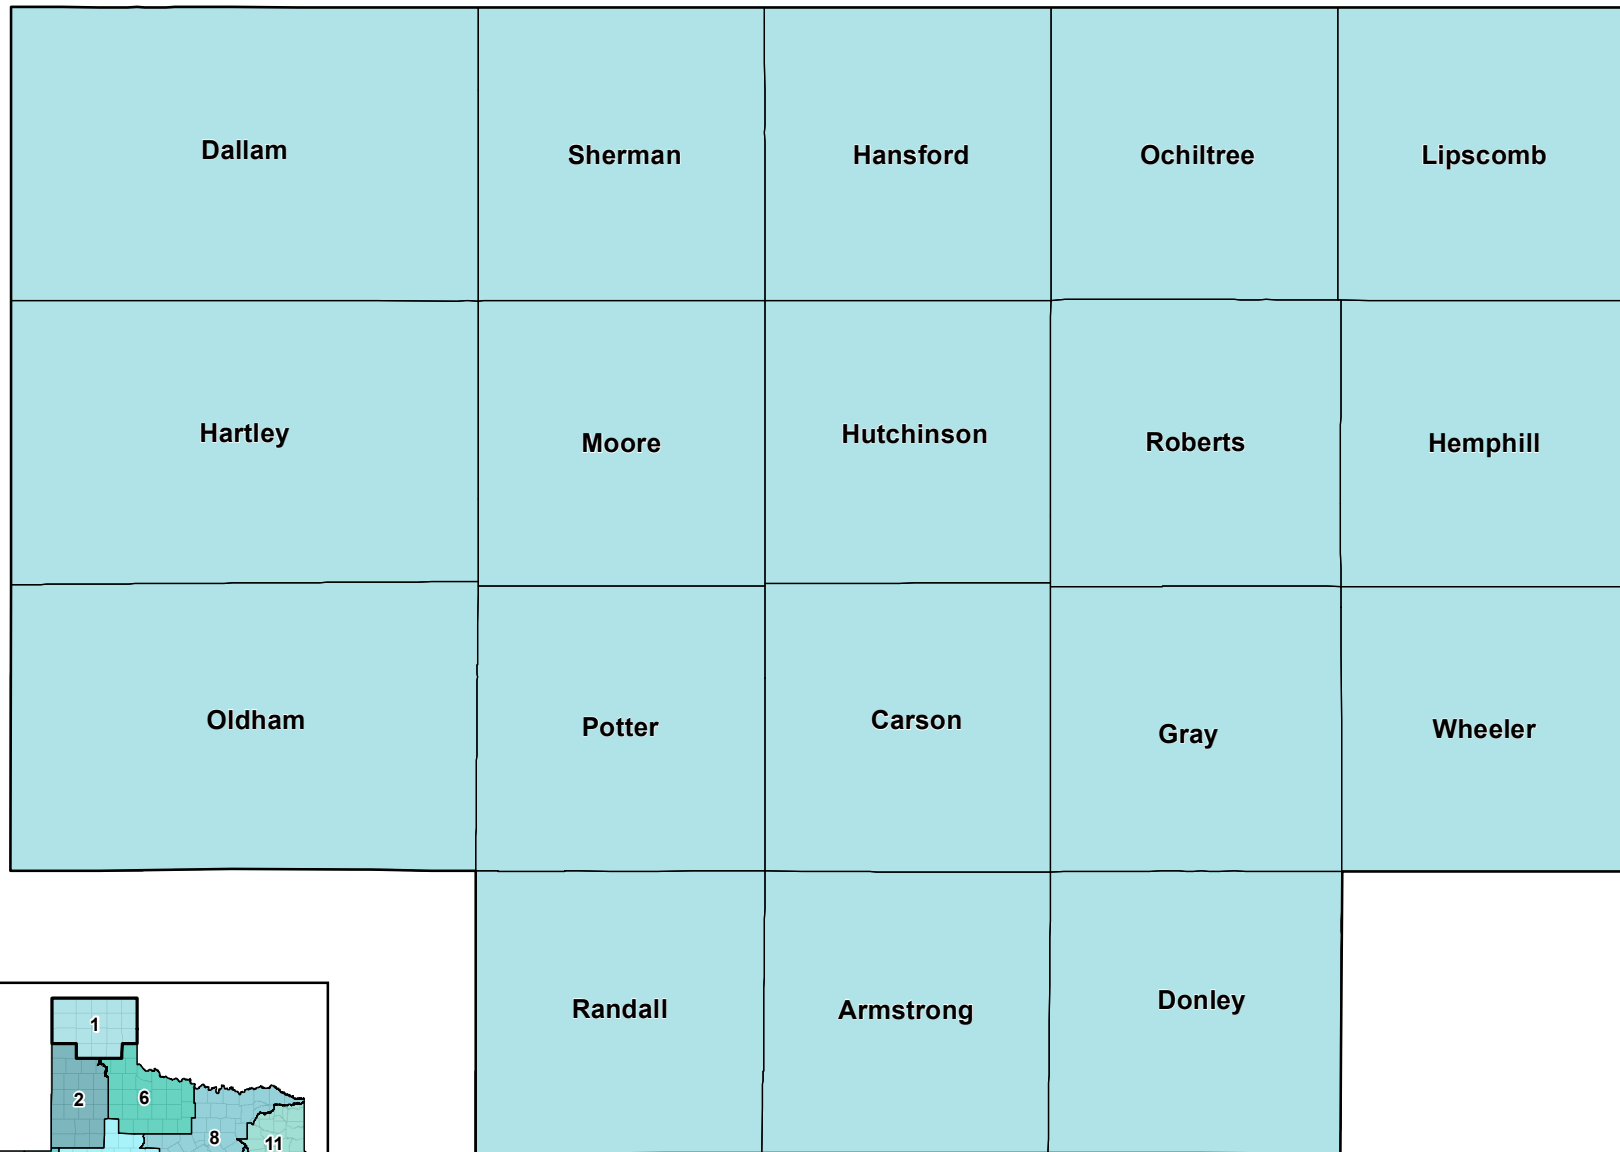 Dallam
Sherman
Hansford
Ochiltree
Lipscomb
Hartley
Moore
Hutchinson
Roberts
Hemphill
Oldham
Potter
Carson
Gray
Wheeler
Randall
Armstrong
Donley
1
2
6
8
11